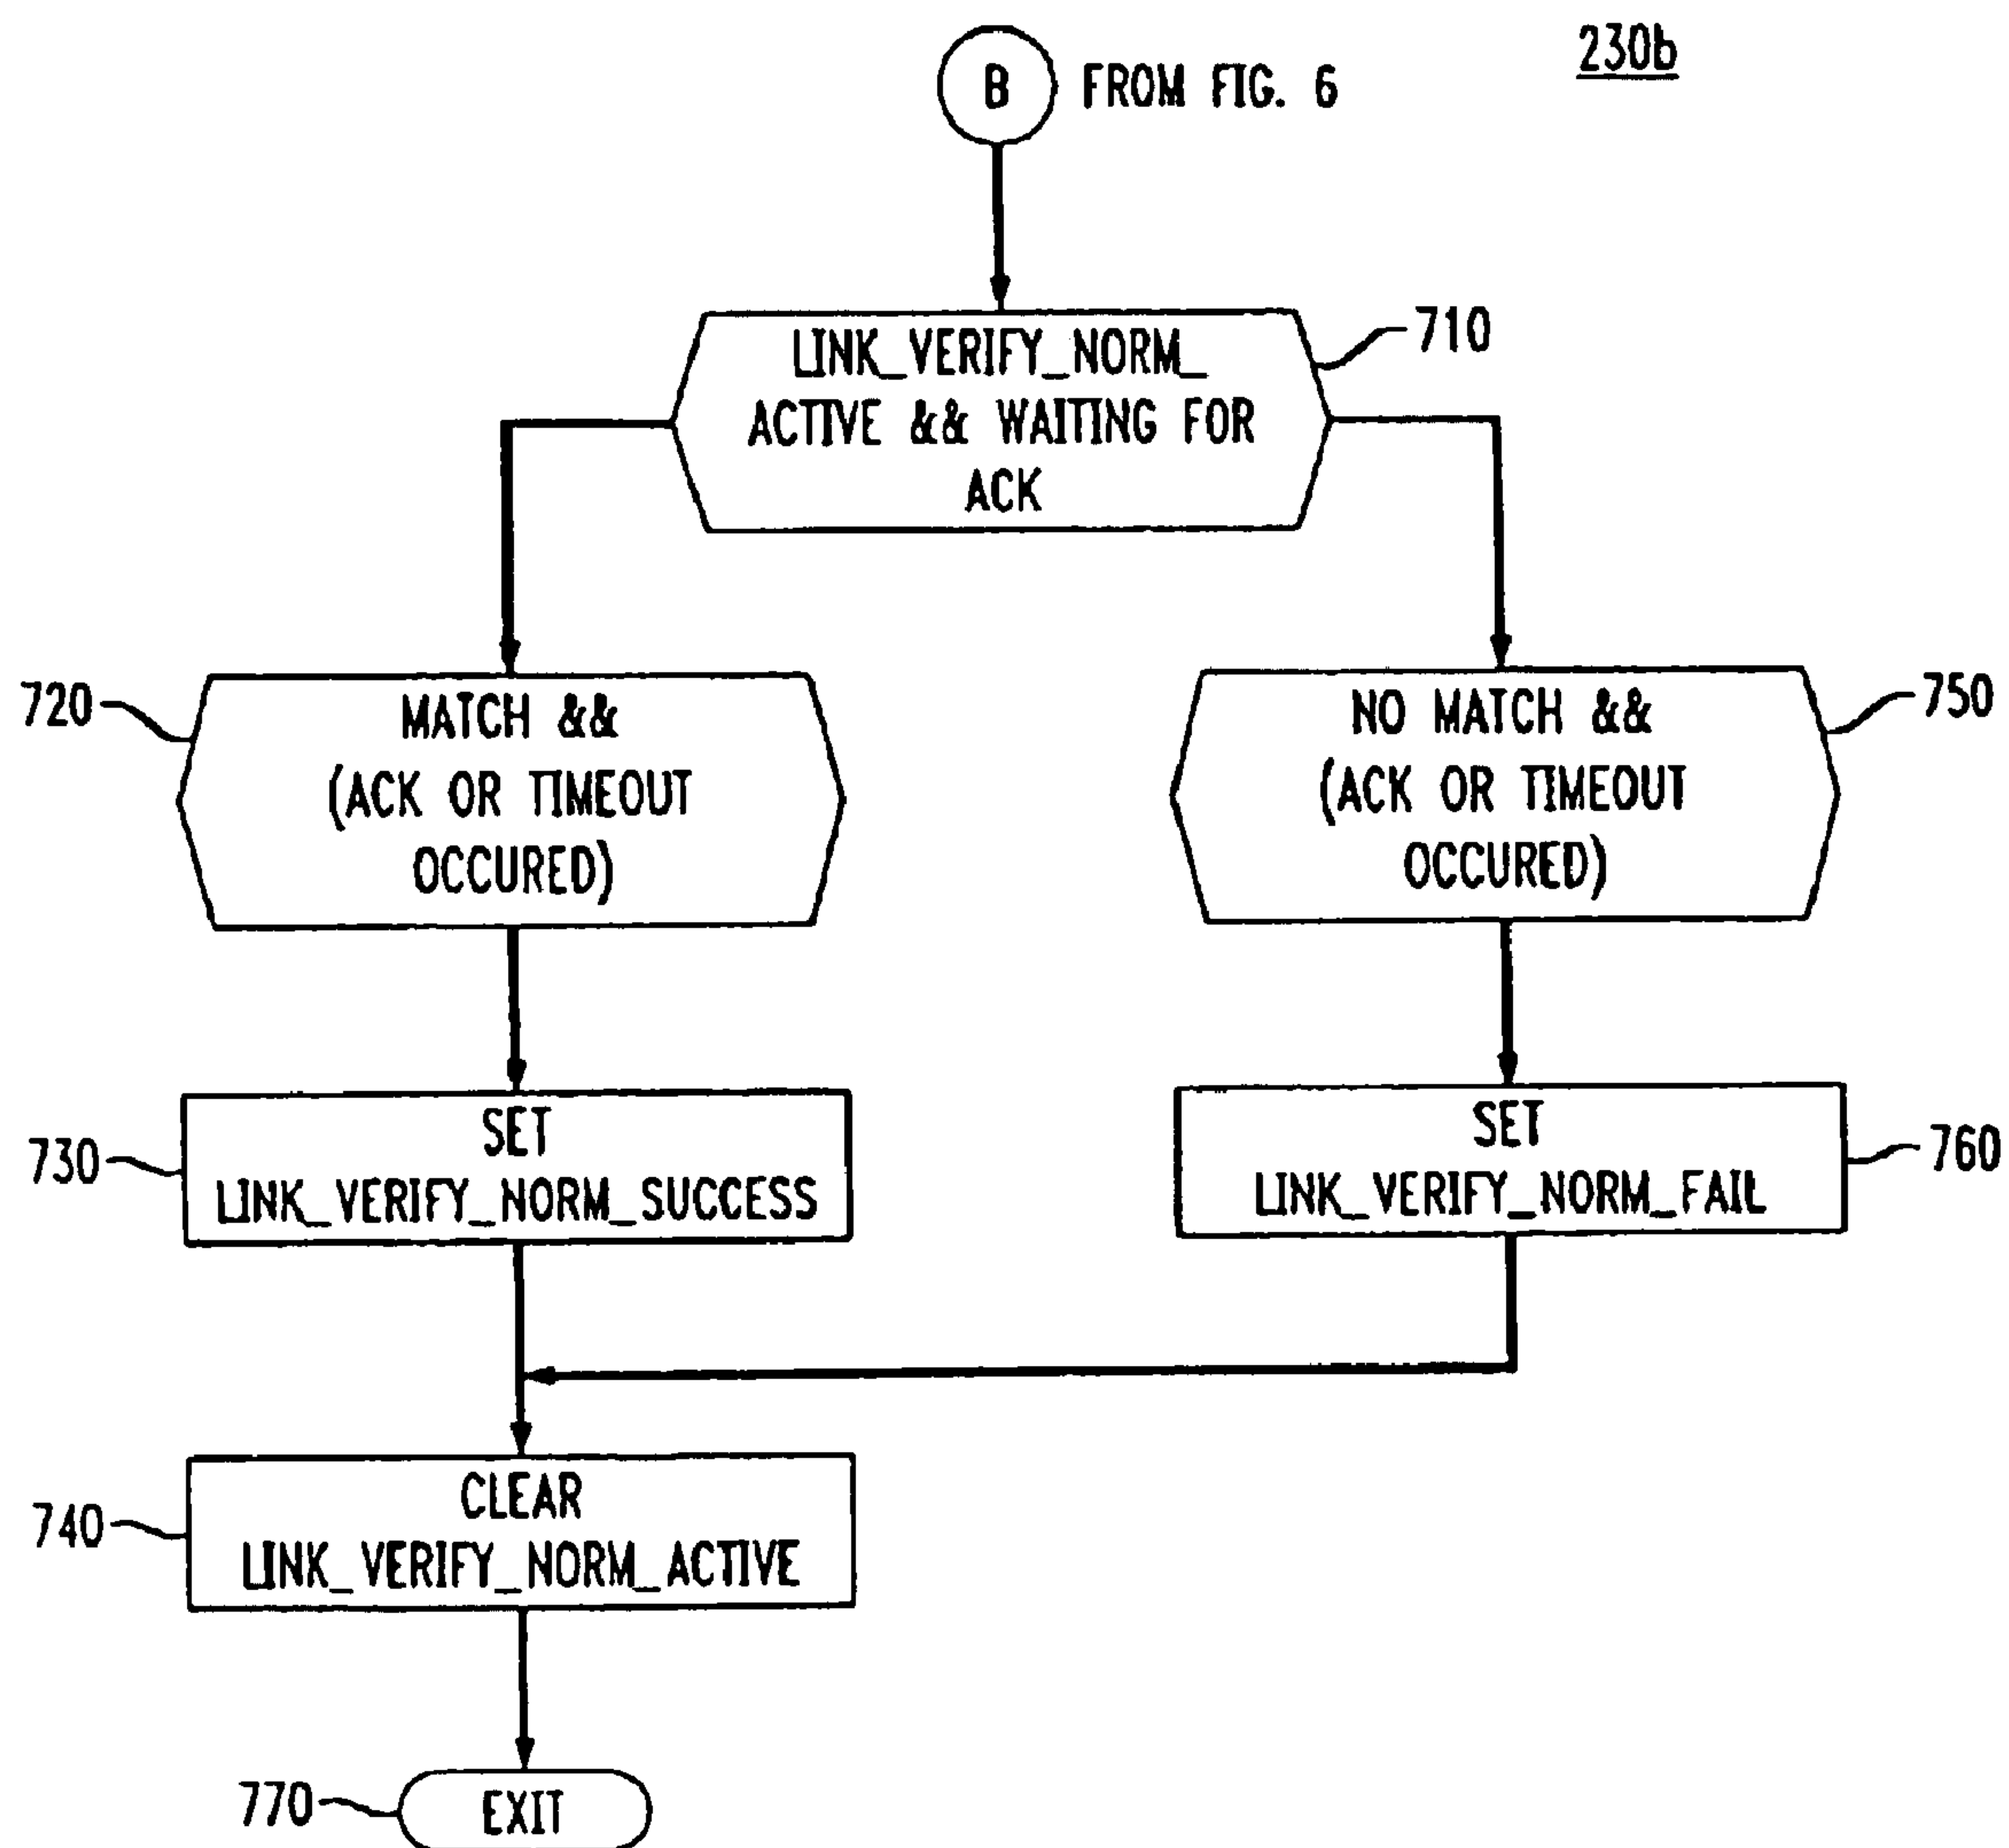 230b
B FROM FIG. 6
710
LINK_VERIFY_NORM_
ACTIVE && WAITING FOR
ACK
720
MATCH &&
(ACK OR TIMEOUT
OCCURED)
750
NO MATCH &&
(ACK OR TIMEOUT
OCCURED)
730
SET
LINK_VERIFY_NORM_SUCCESS
760
SET
LINK_VERIFY_NORM_FAIL
740
CLEAR
LINK_VERIFY_NORM_ACTIVE
770
EXIT